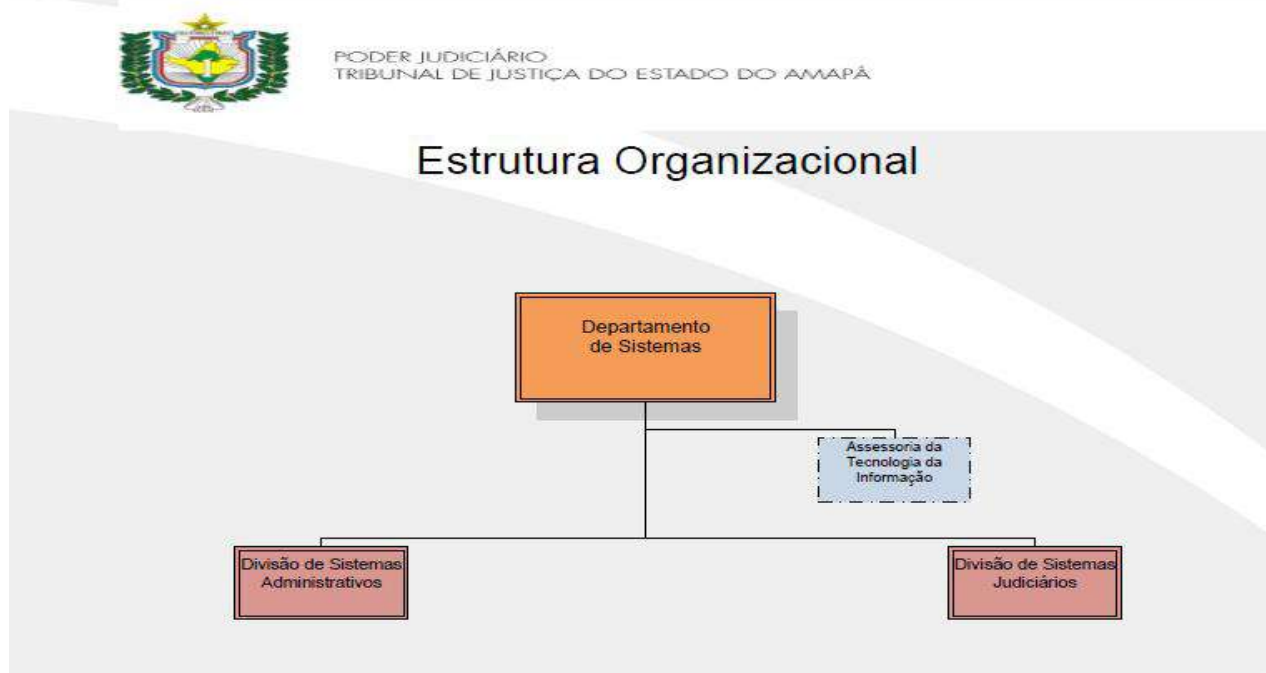 PODER JUDICIÁRIO
TRIBUNAL DE JUSTIÇA DO ESTADO DO AMAPÁ
Estrutura Organizacional
Departamento
de Sistemas
Assessoria da
Tecnologia da
Informação
Divisão de Sistemas
Administrativos
Divisão de Sistemas
Judiciários